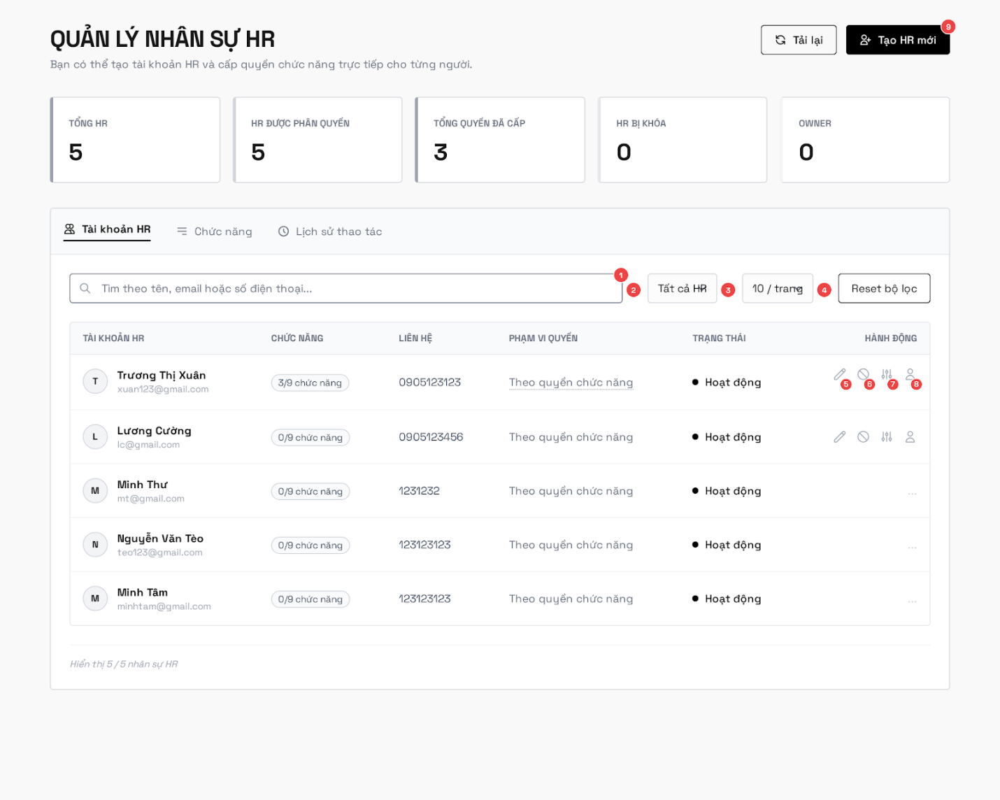 QUẢN LÝ NHÂN SỰ HR
Bạn có thể tạo tài khoản HR và cấp quyền chức năng trực tiếp cho từng người.
Tải lại
Tạo HR mới
9
TỔNG HR
5
HR ĐƯỢC PHÂN QUYỀN
5
TỔNG QUYỀN ĐÃ CẤP
3
HR BỊ KHÓA
0
OWNER
0
Tài khoản HR
Chức năng
Lịch sử thao tác
Tìm theo tên, email hoặc số điện thoại...
1
2
Tất cả HR
3
10 / trang
4
Reset bộ lọc
TÀI KHOẢN HR CHỨC NĂNG LIÊN HỆ PHẠM VI QUYỀN TRẠNG THÁI HÀNH ĐỘNG
T
Trương Thị Xuân
xuan123@gmail.com
3/9 chức năng
0905123123
Theo quyền chức năng
Hoạt động
5 6 7 8
L
Lương Cường
lc@gmail.com
0/9 chức năng
0905123456
Theo quyền chức năng
Hoạt động
M
Minh Thư
mt@gmail.com
0/9 chức năng
1231232
Theo quyền chức năng
Hoạt động
...
N
Nguyễn Văn Tèo
teo123@gmail.com
0/9 chức năng
123123123
Theo quyền chức năng
Hoạt động
...
M
Minh Tâm
minhtam@gmail.com
0/9 chức năng
123123123
Theo quyền chức năng
Hoạt động
...
Hiển thị 5 / 5 nhân sự HR